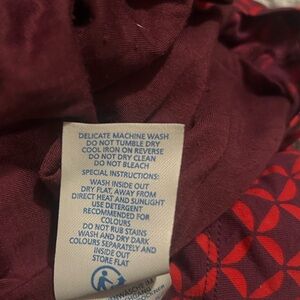 DELICATE MACHINE WASH
DO NOT TUMBLE DRY
COOL IRON ON REVERSE
DO NOT DRY CLEAN
DO NOT BLEACH
SPECIAL INSTRUCTIONS:
WASH INSIDE OUT
DRY FLAT, AWAY FROM
DIRECT HEAT AND SUNLIGHT
USE DETERGENT
RECOMMENDED FOR
COLOURS
DO NOT RUB STAINS
WASH AND DRY DARK
COLOURS SEPARATELY AND
INSIDE OUT
STORE FLAT